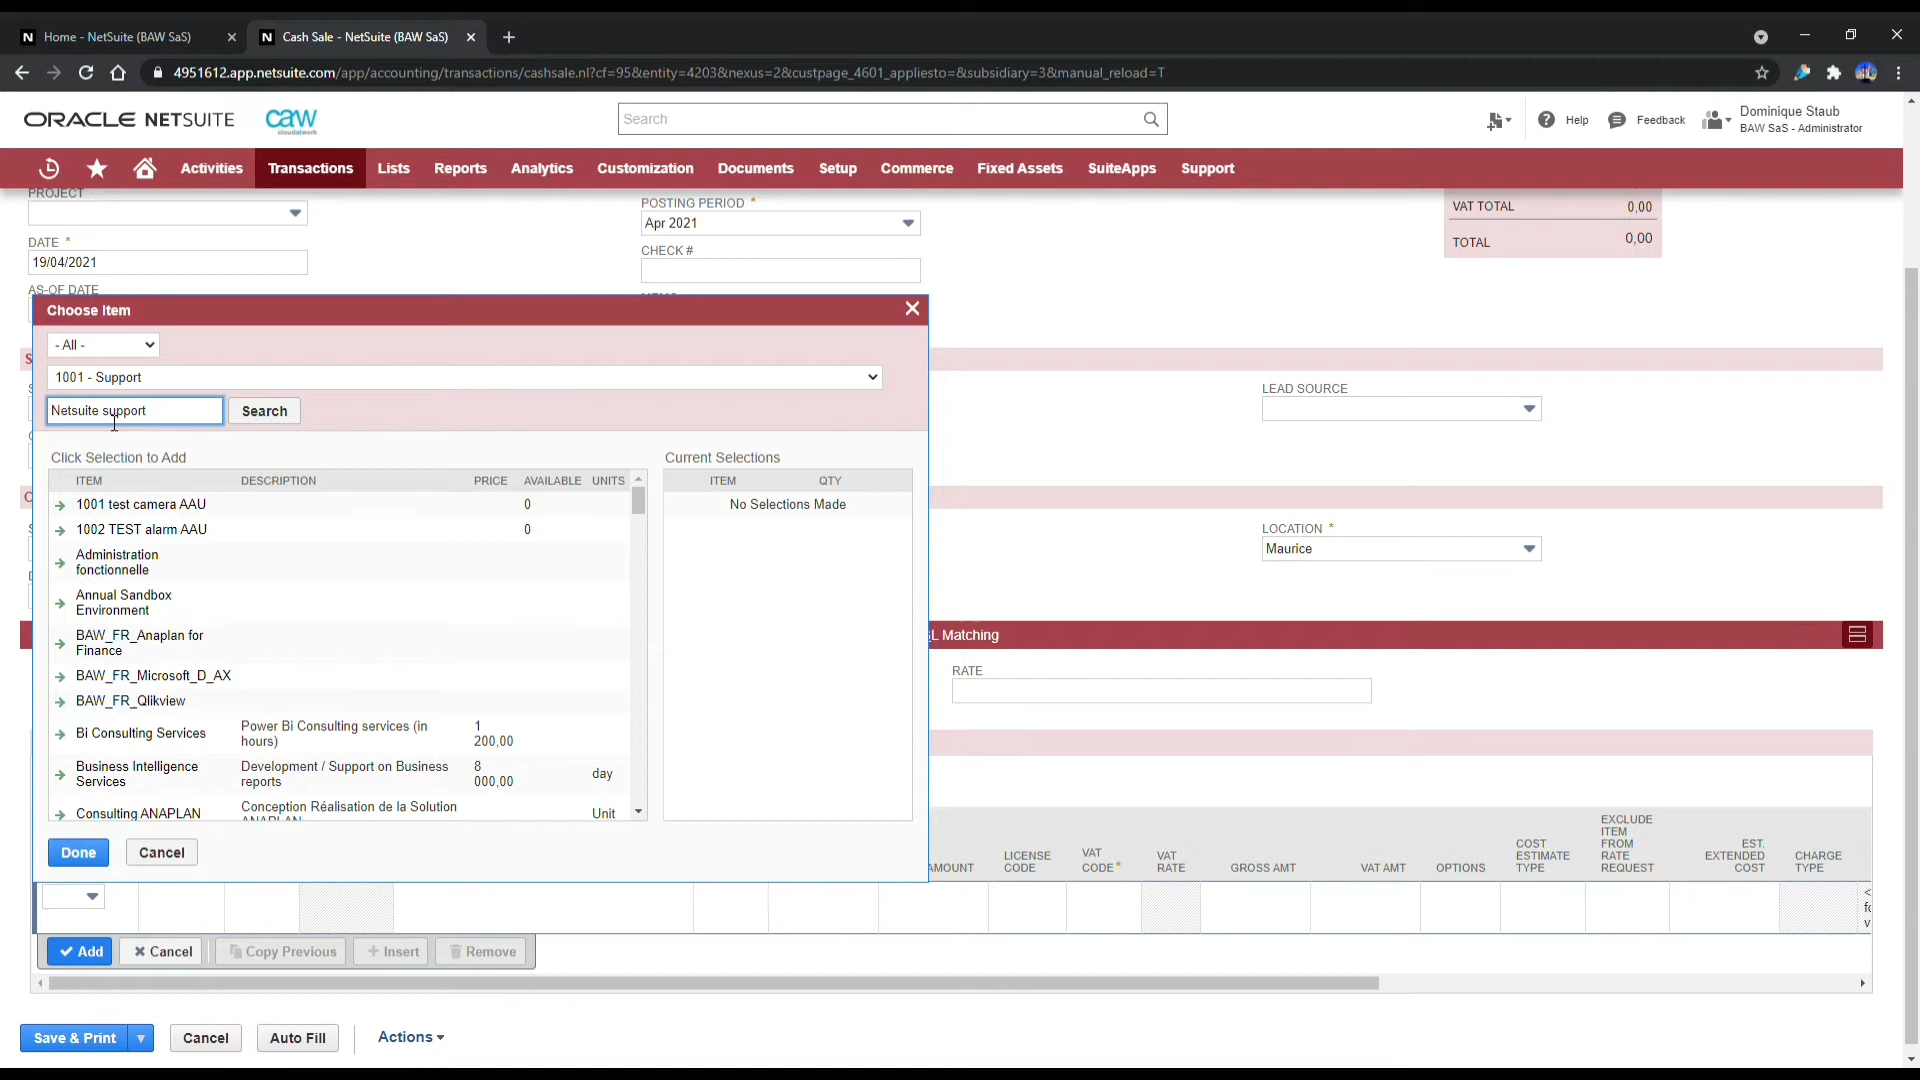 Home - NetSuite (BAW SaS)
Cash Sale - NetSuite (BAW SaS)
4951612.app.netsuite.com/app/accounting/transactions/cashsale.nl?cf=95&entity=4203&nexus=2&custpage_4601_appliesto=&subsidiary=3&manual_reload=T
ORACLE NETSUITE
caw
cloudatwork
Search
Help
Feedback
Dominique Staub
BAW SaS - Administrator
Activities
Transactions
Lists
Reports
Analytics
Customization
Documents
Setup
Commerce
Fixed Assets
SuiteApps
Support
PROJECT
DATE *
19/04/2021
AS-OF DATE
POSTING PERIOD *
Apr 2021
CHECK #
VAT TOTAL 0,00
TOTAL 0,00
Choose Item
- All -
1001 - Support
Netsuite support
Search
Click Selection to Add
ITEM DESCRIPTION PRICE AVAILABLE UNITS
1001 test camera AAU 0
1002 TEST alarm AAU 0
Administration
fonctionnelle
Annual Sandbox
Environment
BAW_FR_Anaplan for
Finance
BAW_FR_Microsoft_D_AX
BAW_FR_Qlikview
Bi Consulting Services
Power Bi Consulting services (in
hours)
1
200,00
Business Intelligence
Services
Development / Support on Business
reports
8
000,00
day
Consulting ANAPLAN
Conception Réalisation de la Solution
ANAPLAN
Unit
Current Selections
ITEM QTY
No Selections Made
Done
Cancel
LEAD SOURCE
LOCATION *
Maurice
GL Matching
RATE
AMOUNT
LICENSE
CODE
VAT
CODE *
VAT
RATE
GROSS AMT
VAT AMT
OPTIONS
COST
ESTIMATE
TYPE
EXCLUDE
ITEM
FROM
RATE
REQUEST
EST.
EXTENDED
COST
CHARGE
TYPE
Add
Cancel
Copy Previous
Insert
Remove
Save & Print
Cancel
Auto Fill
Actions